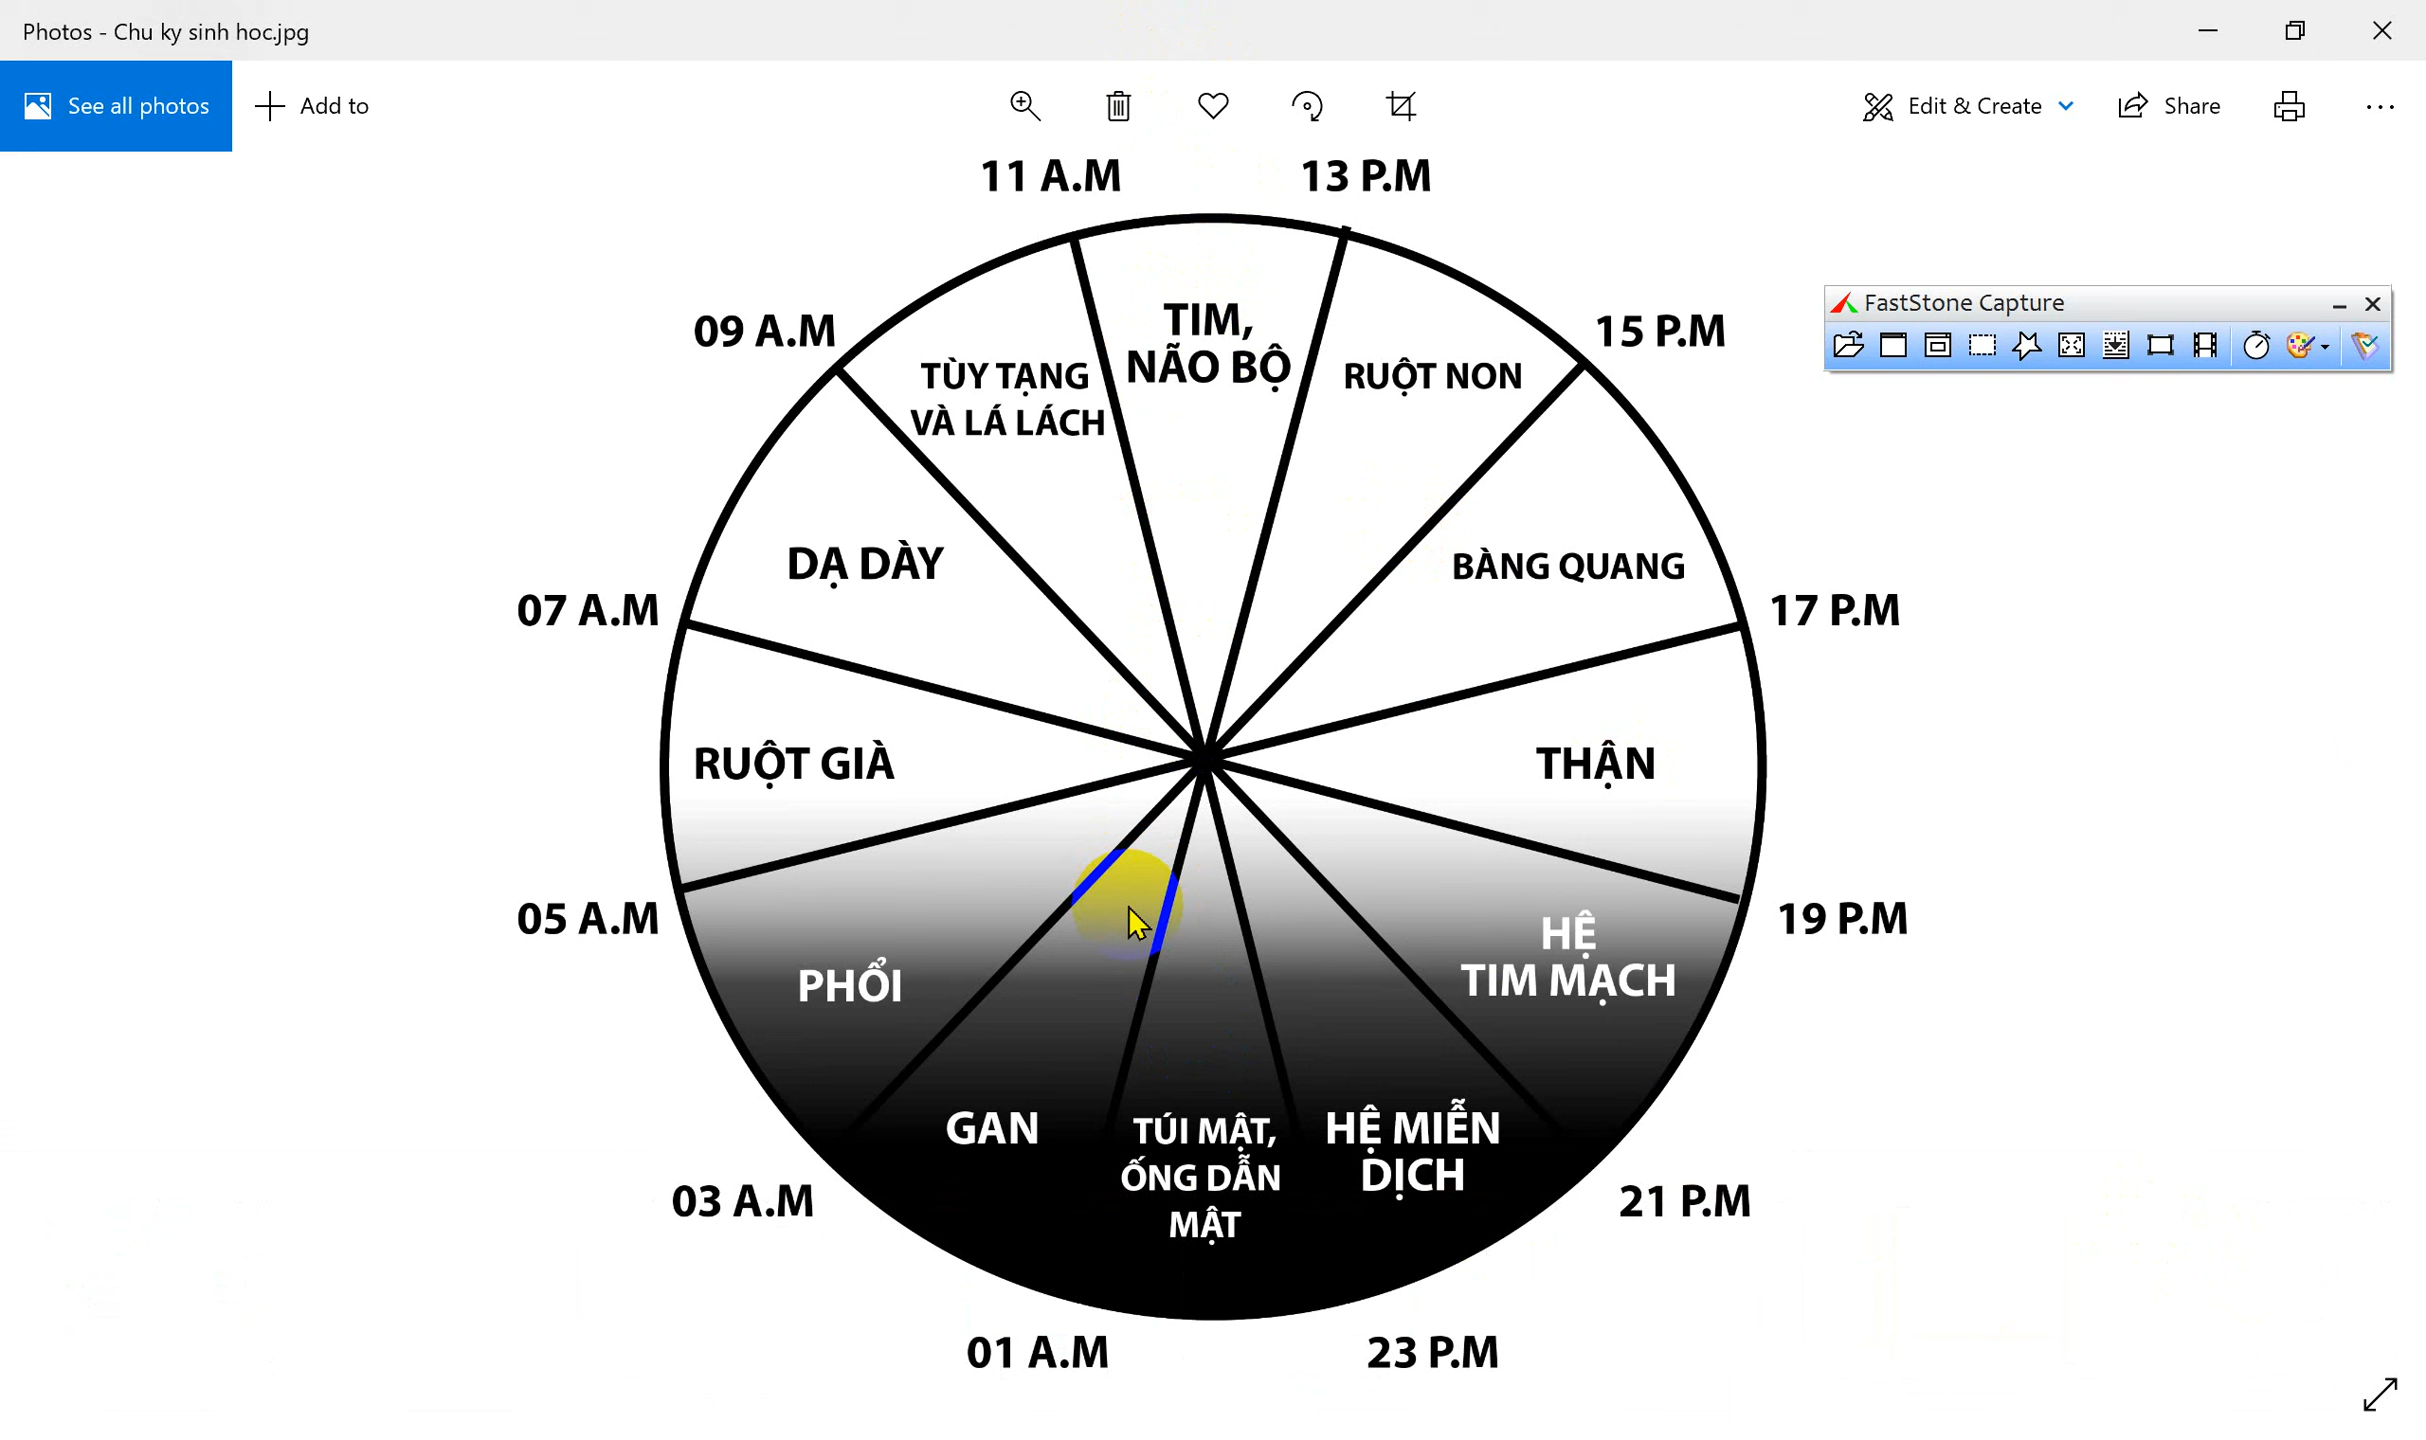 Photos - Chu ky sinh hoc.jpg
See all photos
Add to
Edit & Create
Share
11 A.M
13 P.M
FastStone Capture
09 A.M
15 P.M
TIM,
NÃO BỘ
TÙY TẠNG
VÀ LÁ LÁCH
RUỘT NON
DẠ DÀY
BÀNG QUANG
07 A.M
17 P.M
RUỘT GIÀ
THẬN
05 A.M
19 P.M
PHỔI
HỆ
TIM MẠCH
GAN
TÚI MẬT,
ỐNG DẪN
MẬT
HỆ MIỄN
DỊCH
03 A.M
21 P.M
01 A.M
23 P.M